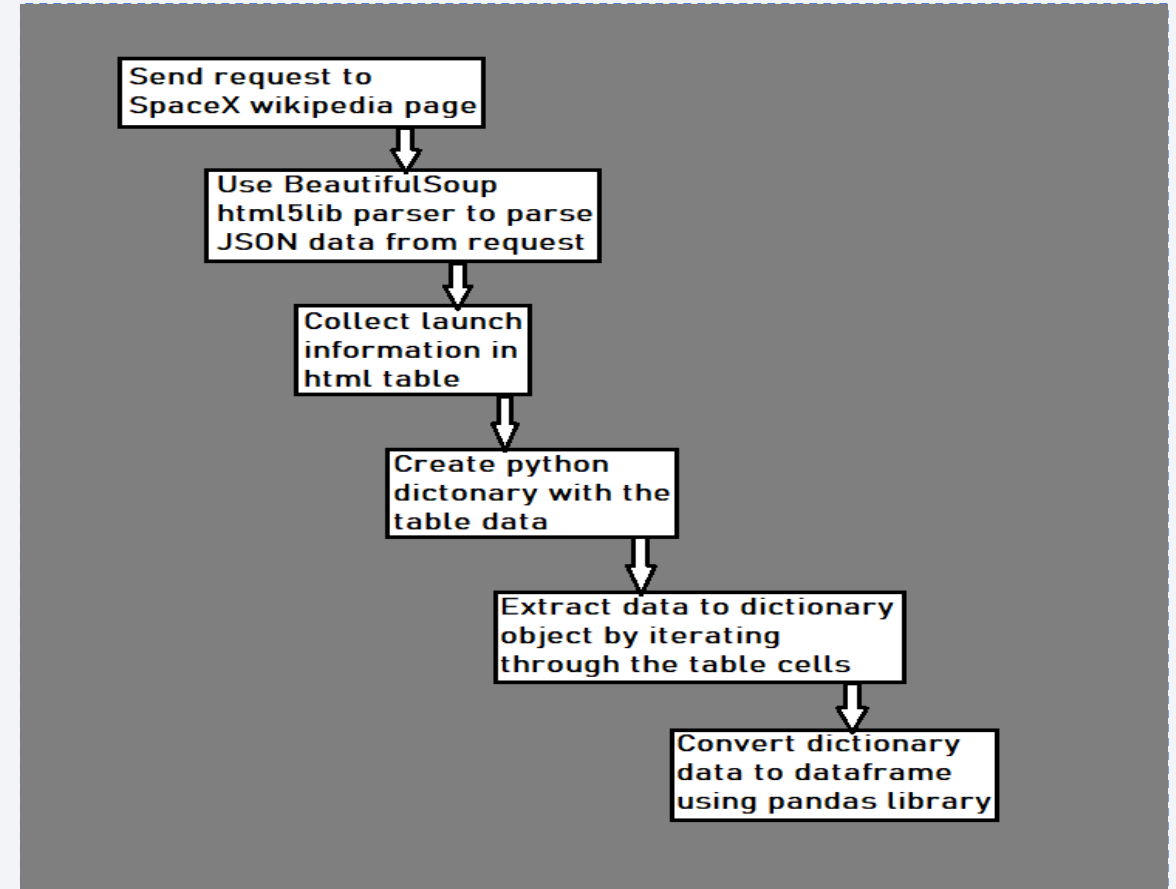 Send request to
SpaceX wikipedia page
Use BeautifulSoup
html5lib parser to parse
JSON data from request
Collect launch
information in
html table
Create python
dictonary with the
table data
Extract data to dictionary
object by iterating
through the table cells
Convert dictionary
data to dataframe
using pandas library